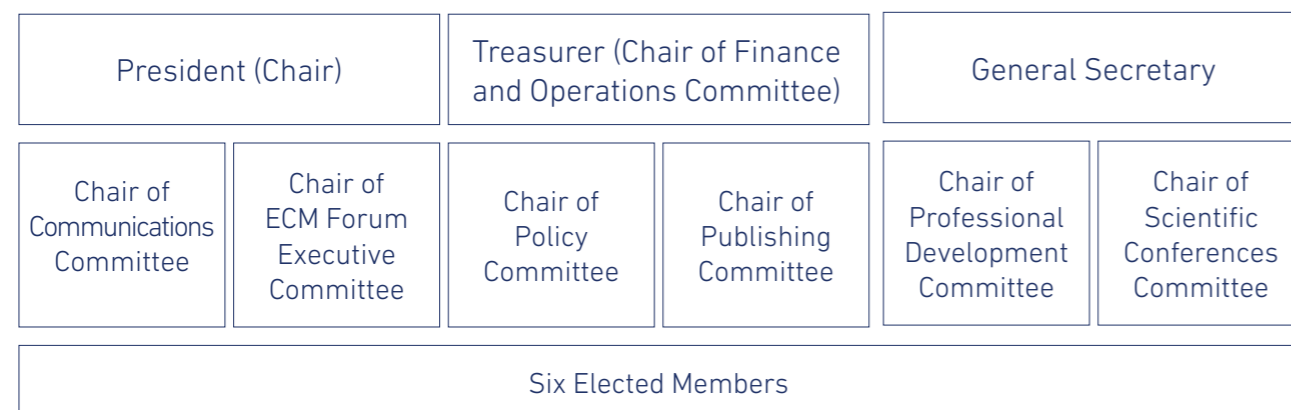 President (Chair)
Treasurer (Chair of Finance
and Operations Committee)
General Secretary
Chair of
Communications
Committee
Chair of
ECM Forum
Executive
Committee
Chair of
Policy
Committee
Chair of
Publishing
Committee
Chair of
Professional
Development
Committee
Chair of
Scientific
Conferences
Committee
Six Elected Members